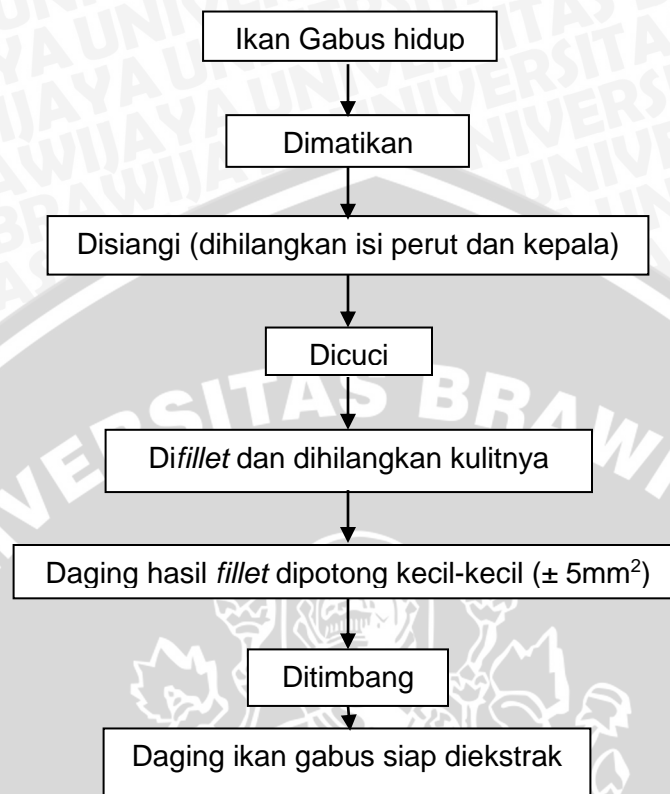 Ikan Gabus hidup
Dimatikan
Disiangi (dihilangkan isi perut dan kepala)
Dicuci
Difillet dan dihilangkan kulitnya
Daging hasil fillet dipotong kecil-kecil (± 5mm²)
Ditimbang
Daging ikan gabus siap diekstrak